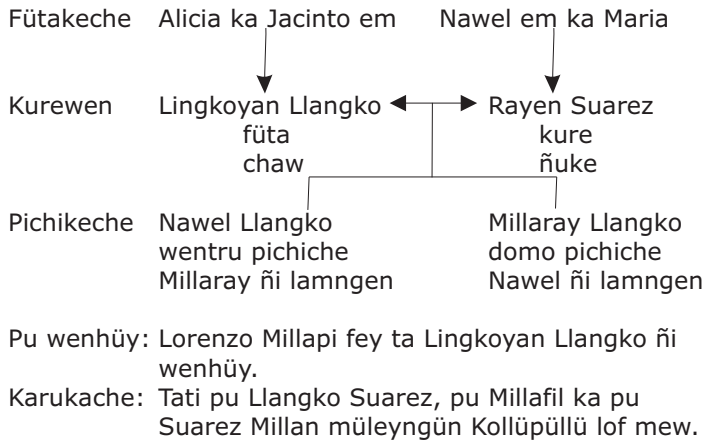 Fütakeche Alicia ka Jacinto em Nawel em ka Maria
Kurewen Lingkoyan Llangko Rayen Suarez
füta kure
chaw ñuke
Pichikeche Nawel Llangko Millaray Llangko
wentru pichiche domo pichiche
Millaray ñi lamngen Nawel ñi lamngen
Pu wenhüy: Lorenzo Millapi fey ta Lingkoyan Llangko ñi
wenhüy.
Karukache: Tati pu Llangko Suarez, pu Millafil ka pu
Suarez Millan müleyngün Kollüpüllü lof mew.